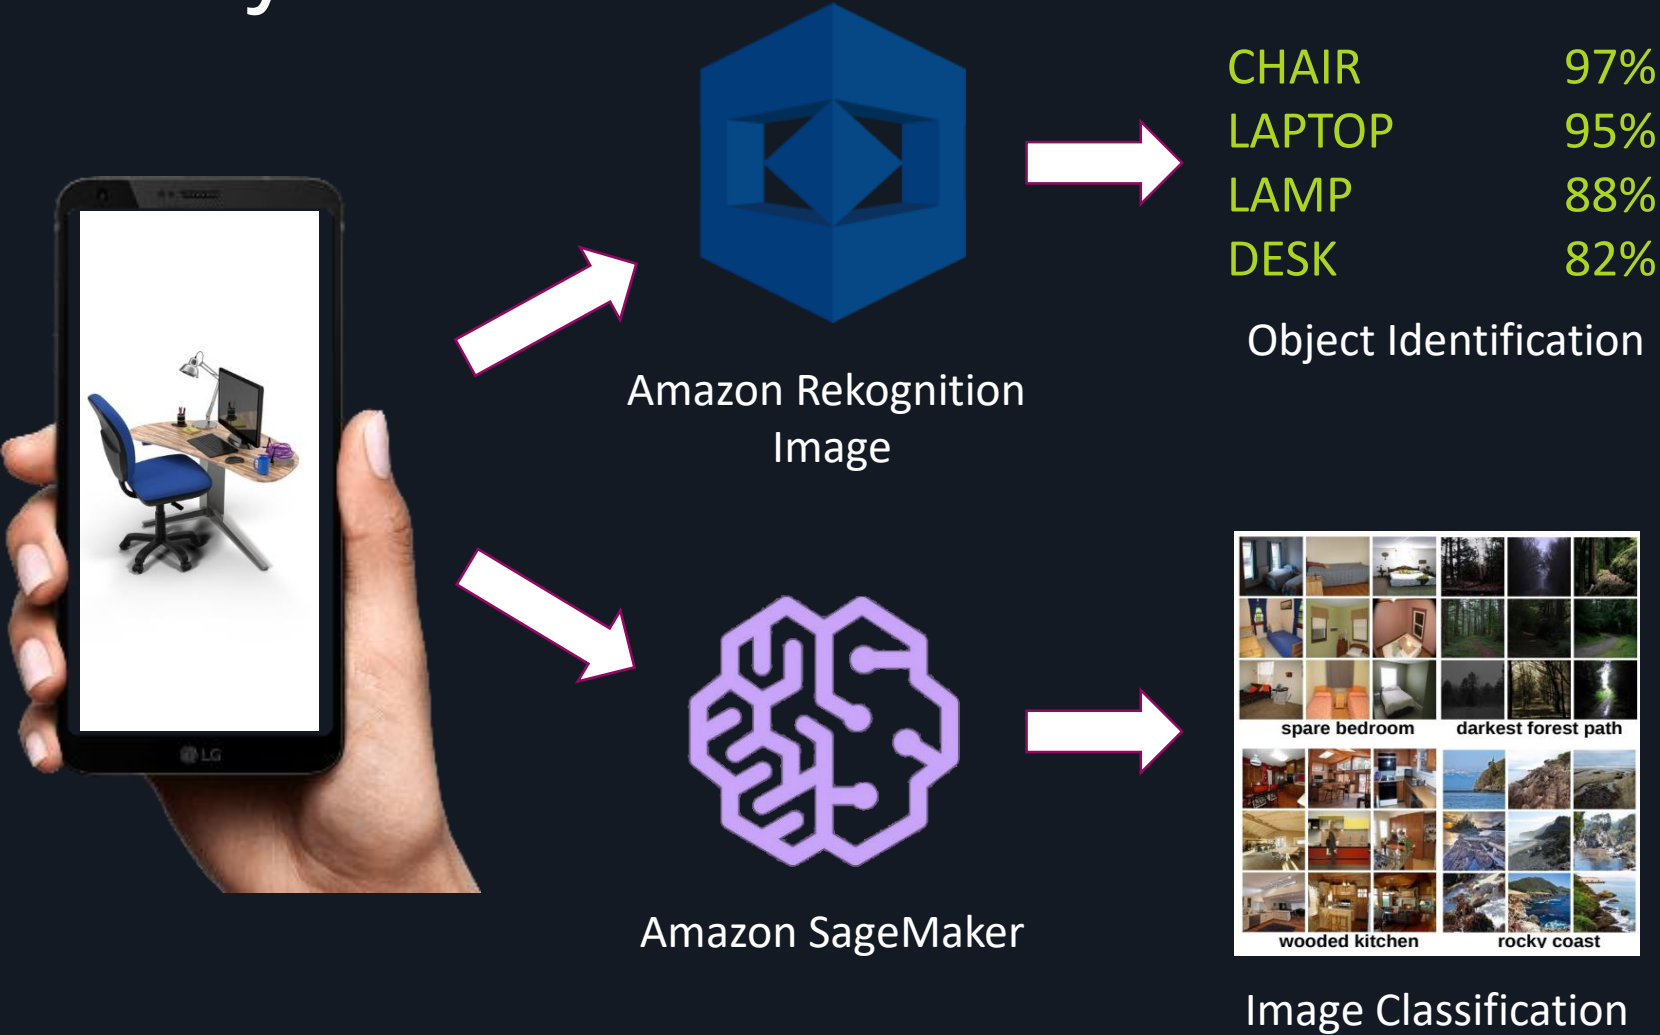 CHAIR 97%
LAPTOP 95%
LAMP 88%
DESK 82%
Object Identification
Amazon Rekognition
Image
LG
spare bedroom darkest forest path
wooded kitchen rocky coast
Amazon SageMaker
Image Classification